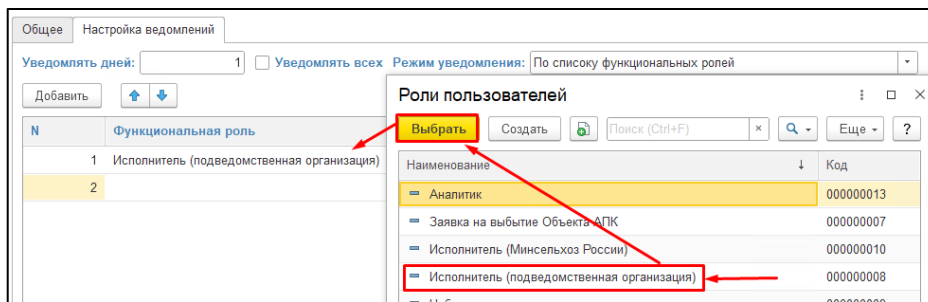 Общее Настройка ведомлений
Уведомлять дней: 1 Уведомлять всех Режим уведомления: По списоку функциональных ролей
Добавить
N Функциональная роль
1 Исполнитель (подведомственная организация)
2
Роли пользователей
Выбрать Создать Поиск (Ctrl+F) × Еще ?
Наименование ↓ Код
Аналитик 000000013
Заявка на выбытие Объекта АПК 000000007
Исполнитель (Минсельхоз России) 000000010
Исполнитель (подведомственная организация) 000000008